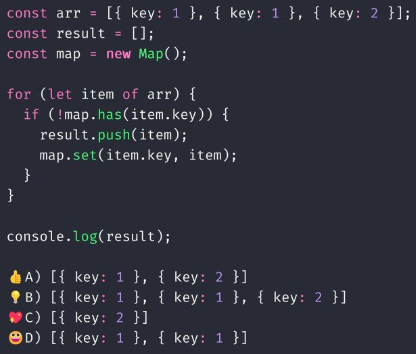 const arr = [{ key: 1 }, { key: 1 }, { key: 2 }];
const result = [];
const map = new Map();

for (let item of arr) {
  if (!map.has(item.key)) {
    result.push(item);
    map.set(item.key, item);
  }
}

console.log(result);

👍A) [{ key: 1 }, { key: 2 }]
💡B) [{ key: 1 }, { key: 1 }, { key: 2 }]
💖C) [{ key: 2 }]
😀D) [{ key: 1 }, { key: 1 }]